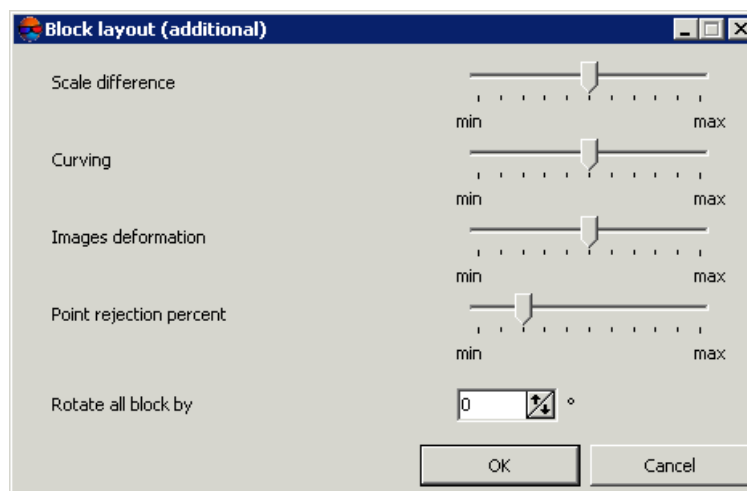 Block layout (additional)
Scale difference
min max
Curving
min max
Images deformation
min max
Point rejection percent
min max
Rotate all block by 0 °
OK Cancel